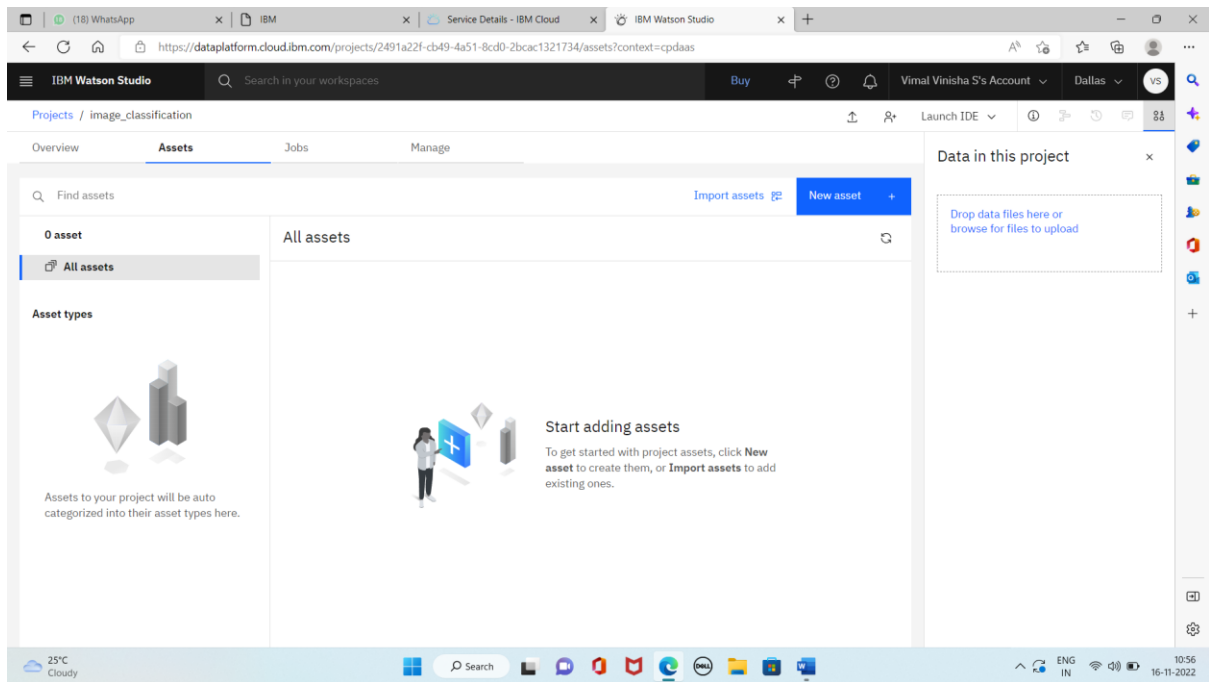 (18) WhatsApp
IBM
Service Details - IBM Cloud
IBM Watson Studio
https://dataplatform.cloud.ibm.com/projects/2491a22f-cb49-4a51-8cd0-2bcac1321734/assets?context=cpdaas
IBM Watson Studio
Search in your workspaces
Buy
Vimal Vinisha S's Account
Dallas
VS
Projects / image_classification
Launch IDE
Overview
Assets
Jobs
Manage
Data in this project
Find assets
Import assets
New asset +
Drop data files here or
browse for files to upload
0 asset
All assets
All assets
Asset types
Start adding assets
To get started with project assets, click New
asset to create them, or Import assets to add
existing ones.
Assets to your project will be auto
categorized into their asset types here.
25°C
Cloudy
Search
DELL
ENG
IN
10:56
16-11-2022